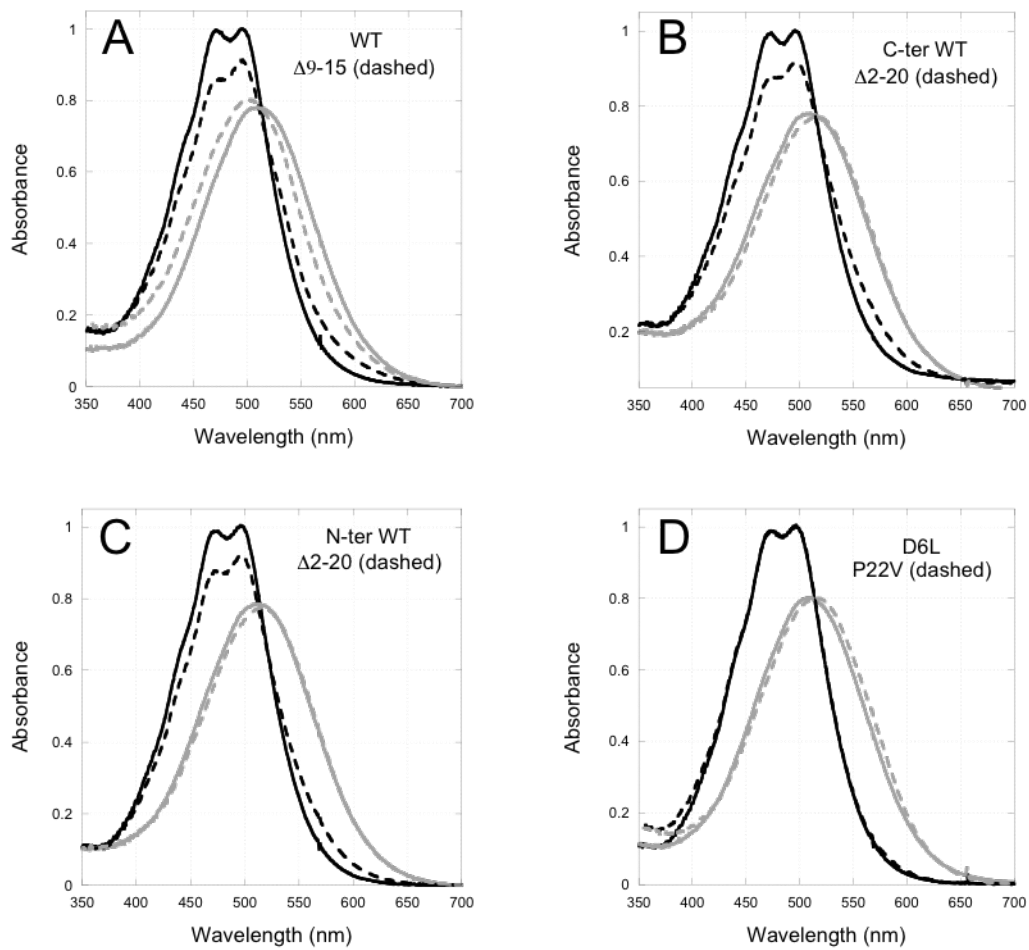 A
WT
Δ9-15 (dashed)
Absorbance
1
0.8
0.6
0.4
0.2
0
350 400 450 500 550 600 650 700
Wavelength (nm)
B
C-ter WT
Δ2-20 (dashed)
Absorbance
1
0.8
0.6
0.4
0.2
350 400 450 500 550 600 650 700
Wavelength (nm)
C
N-ter WT
Δ2-20 (dashed)
Absorbance
1
0.8
0.6
0.4
0.2
0
350 400 450 500 550 600 650 700
Wavelength (nm)
D
D6L
P22V (dashed)
Absorbance
1
0.8
0.6
0.4
0.2
0
350 400 450 500 550 600 650 700
Wavelength (nm)